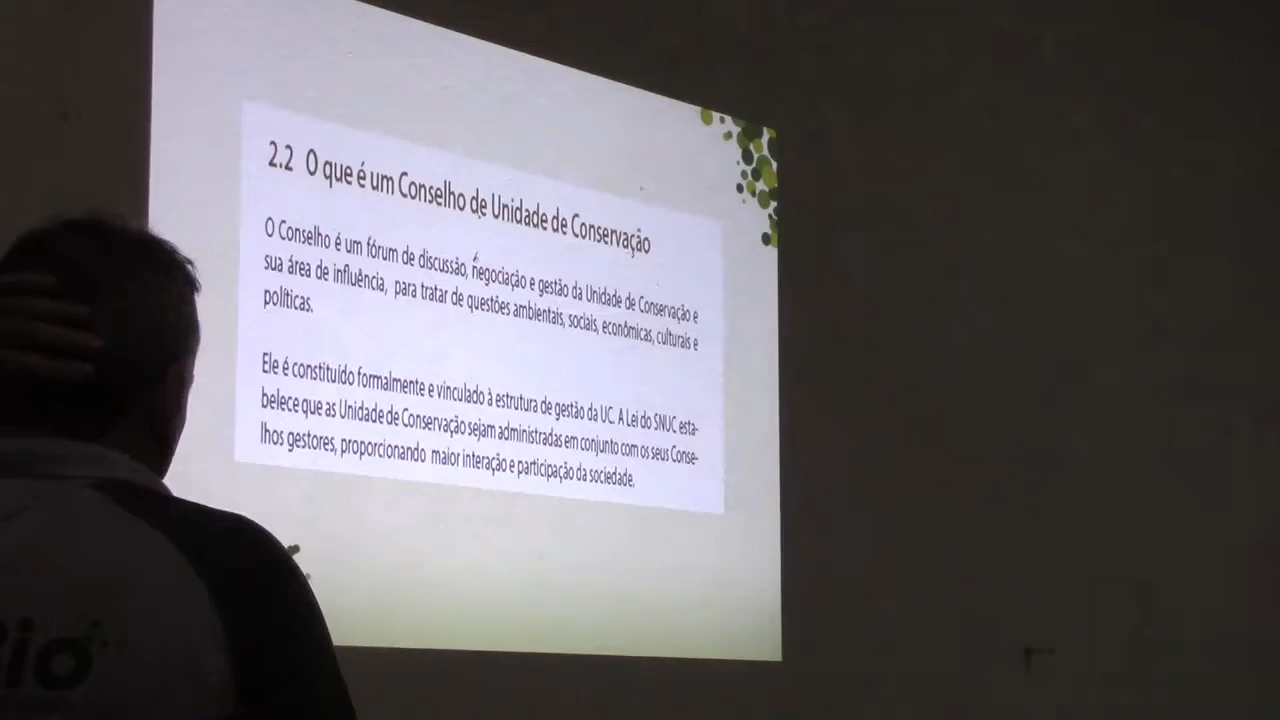 2.2 O que é um Conselho de Unidade de Conservação
O Conselho é um fórum de discussão, negociação e gestão da Unidade de Conservação e
sua área de influência, para tratar de questões ambientais, sociais, econômicas, culturais e
políticas.
Ele é constituído formalmente e vinculado à estrutura de gestão da UC. A Lei do SNUC esta-
belece que as Unidade de Conservação sejam administradas em conjunto com os seus Conse-
lhos gestores, proporcionando maior interação e participação da sociedade.
Rio